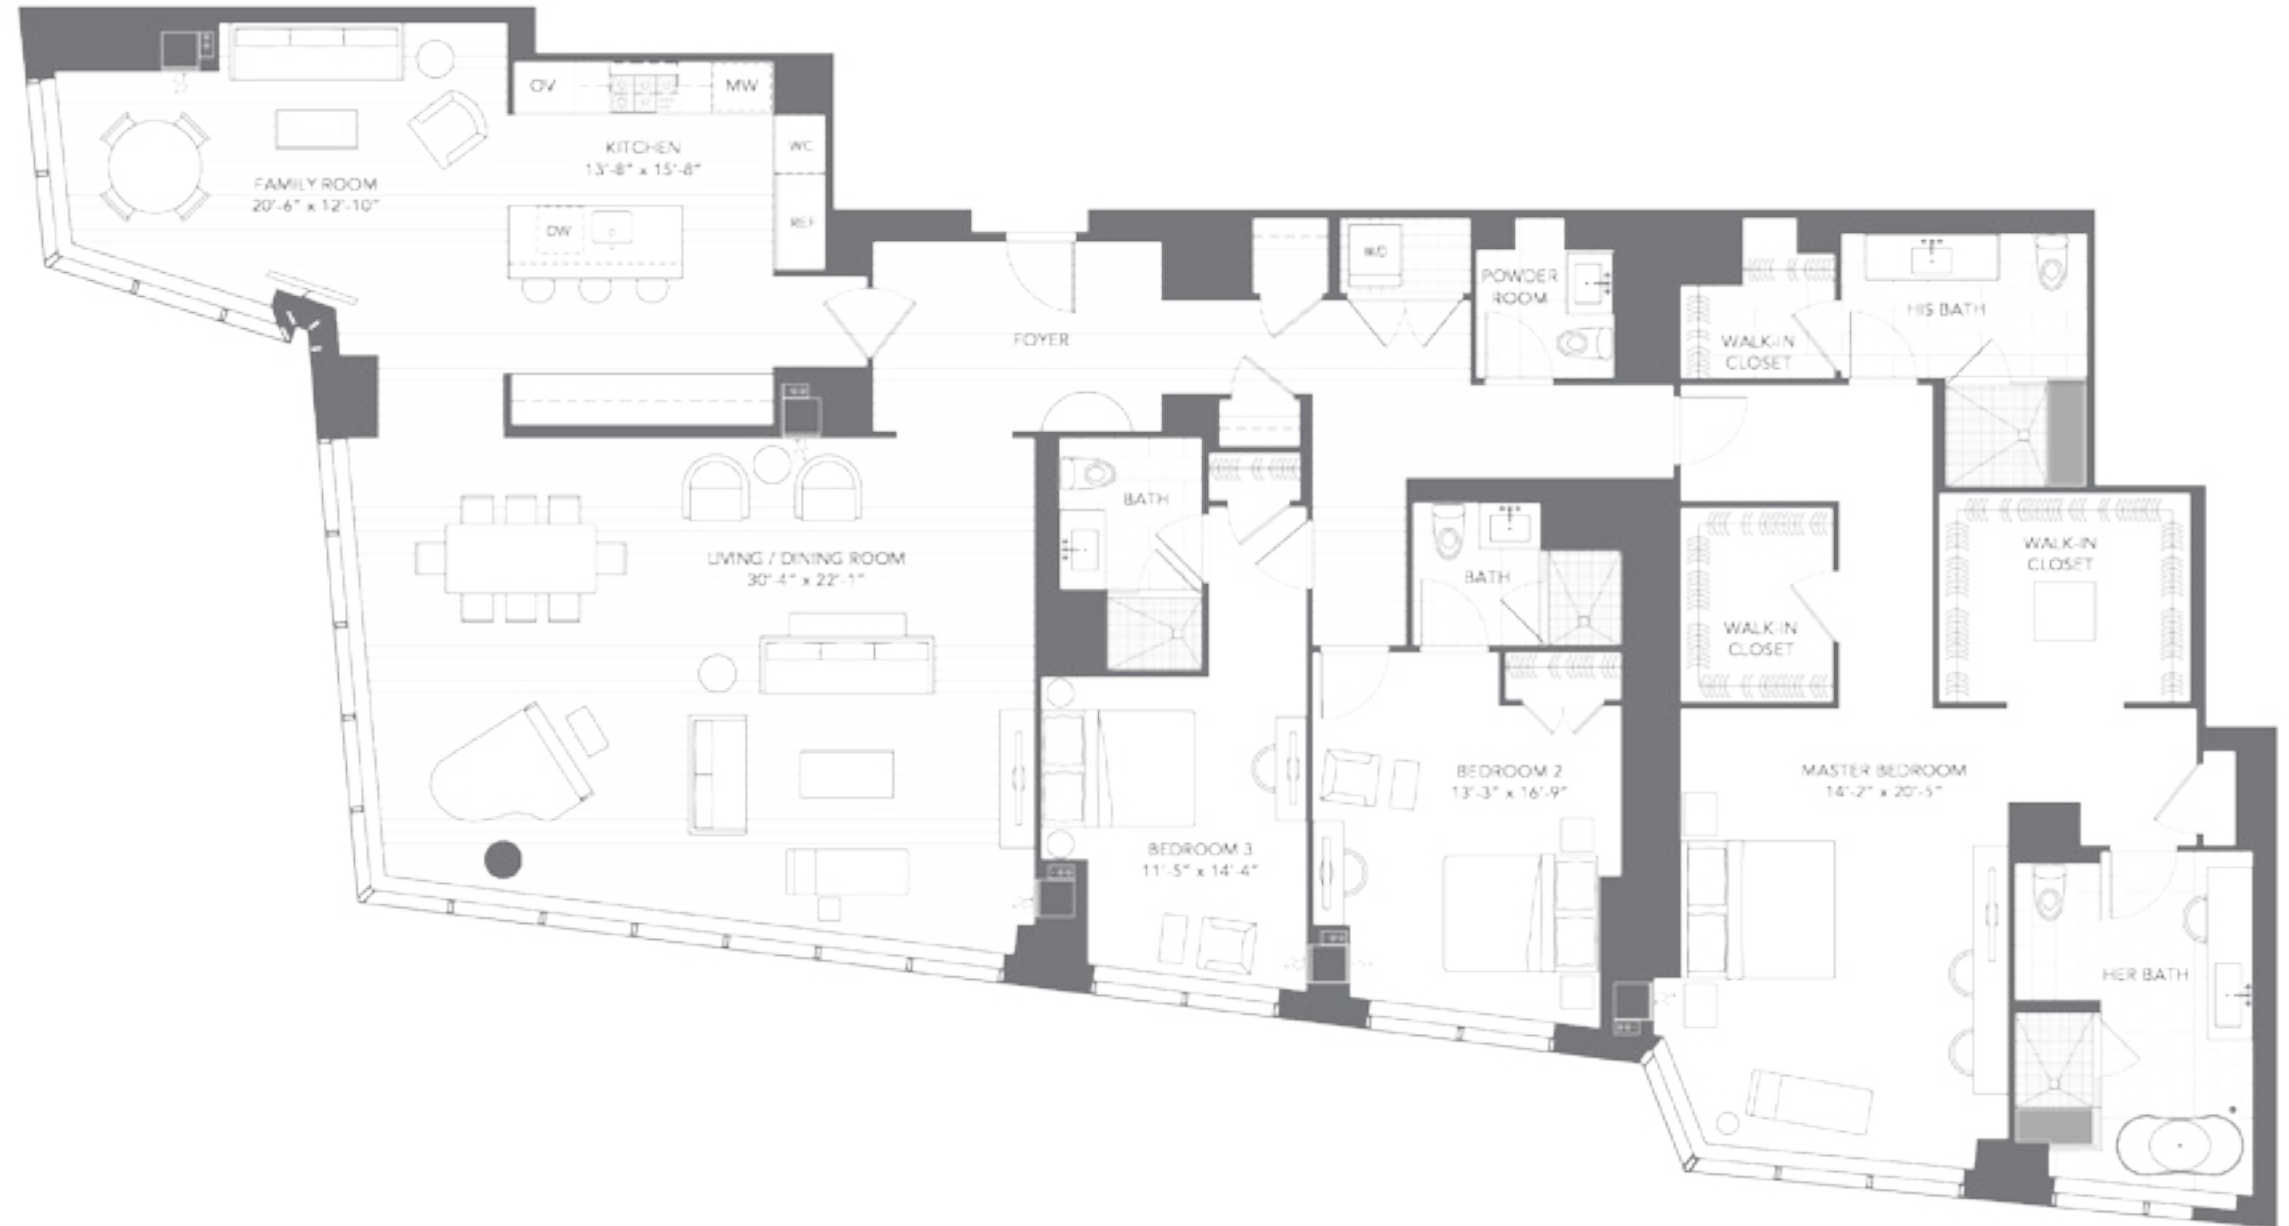 OV
MW
KITCHEN
13'-8" x 15'-8"
WC
FAMILY ROOM
20'-6" x 12'-10"
REF
DW
W/D
POWDER
ROOM
HIS BATH
FOYER
WALK-IN
CLOSET
BATH
LIVING / DINING ROOM
30'-4" x 22'-1"
WALK-IN
CLOSET
BATH
WALK-IN
CLOSET
BEDROOM 2
13'-3" x 16'-9"
MASTER BEDROOM
14'-2" x 20'-5"
BEDROOM 3
11'-5" x 14'-4"
HER BATH